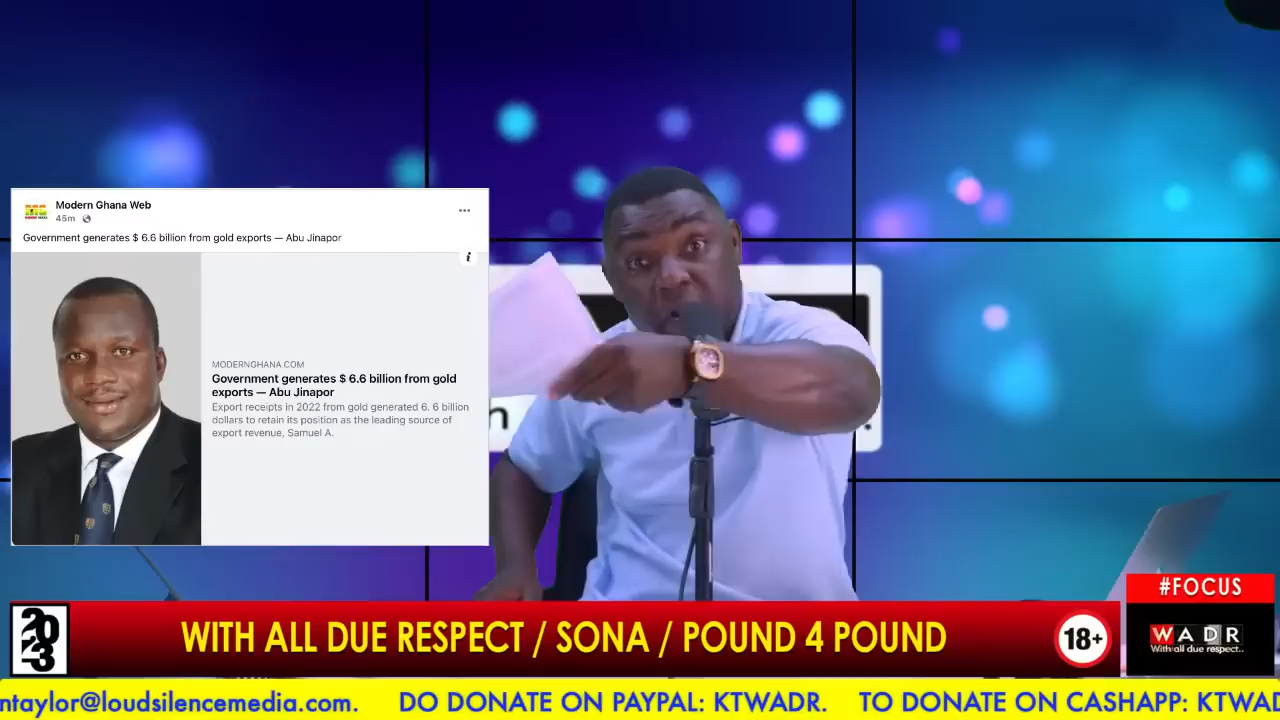 Modern Ghana Web
45m
Government generates $ 6.6 billion from gold exports — Abu Jinapor
MODERNGHANA.COM
Government generates $ 6.6 billion from gold
exports — Abu Jinapor
Export receipts in 2022 from gold generated 6. 6 billion
dollars to retain its position as the leading source of
export revenue, Samuel A.
#FOCUS
2023
WITH ALL DUE RESPECT / SONA / POUND 4 POUND
18+
WADR
With all due respect..
ntaylor@loudsilencemedia.com. DO DONATE ON PAYPAL: KTWADR. TO DONATE ON CASHAPP: KTWAD